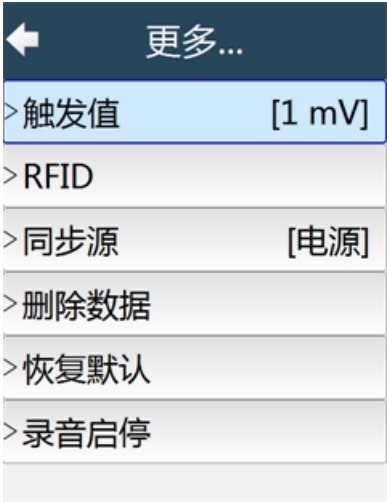 更多...
>触发值 [1 mV]
>RFID
>同步源 [电源]
>删除数据
>恢复默认
>录音启停